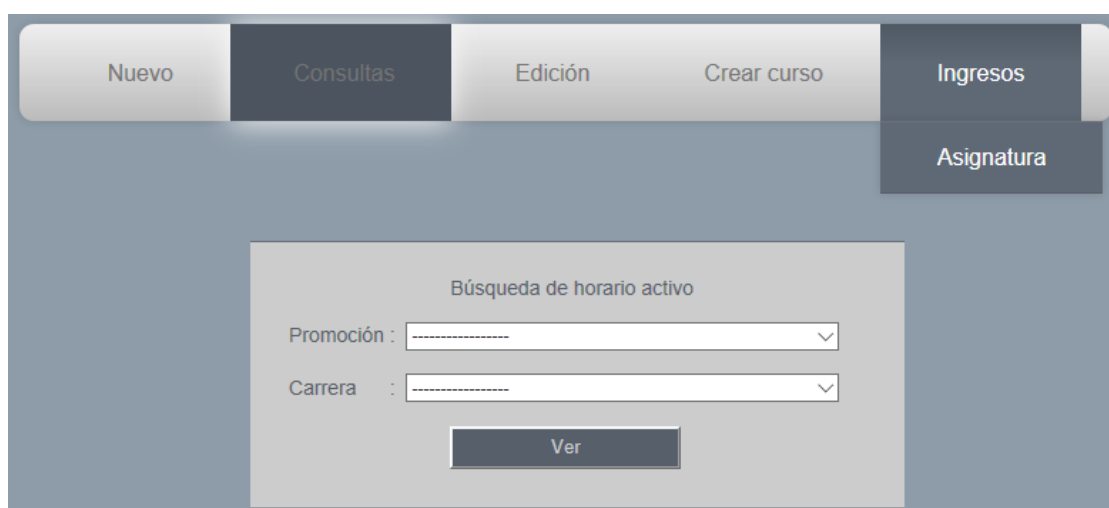 Nuevo Consultas Edición Crear curso Ingresos
Asignatura
Búsqueda de horario activo
Promoción : -----------------
Carrera : -----------------
Ver